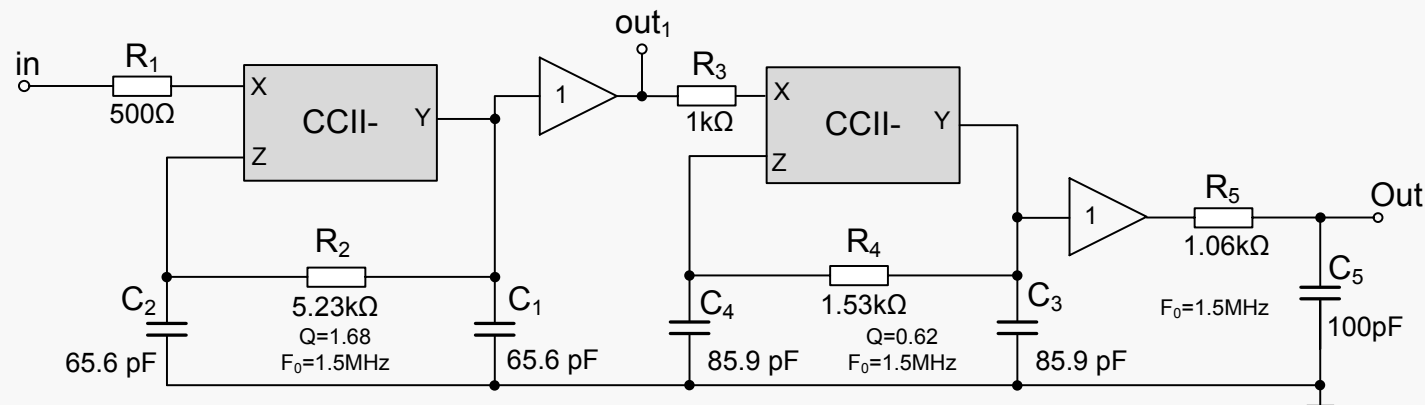 in
R₁
500Ω
X
CCII-
Y
Z
1
out₁
R₃
1kΩ
X
CCII-
Y
Z
1
R₅
1.06kΩ
Out
R₂
5.23kΩ
Q=1.68
F₀=1.5MHz
C₂
65.6 pF
C₁
65.6 pF
R₄
1.53kΩ
Q=0.62
F₀=1.5MHz
C₄
85.9 pF
C₃
85.9 pF
F₀=1.5MHz
C₅
100pF